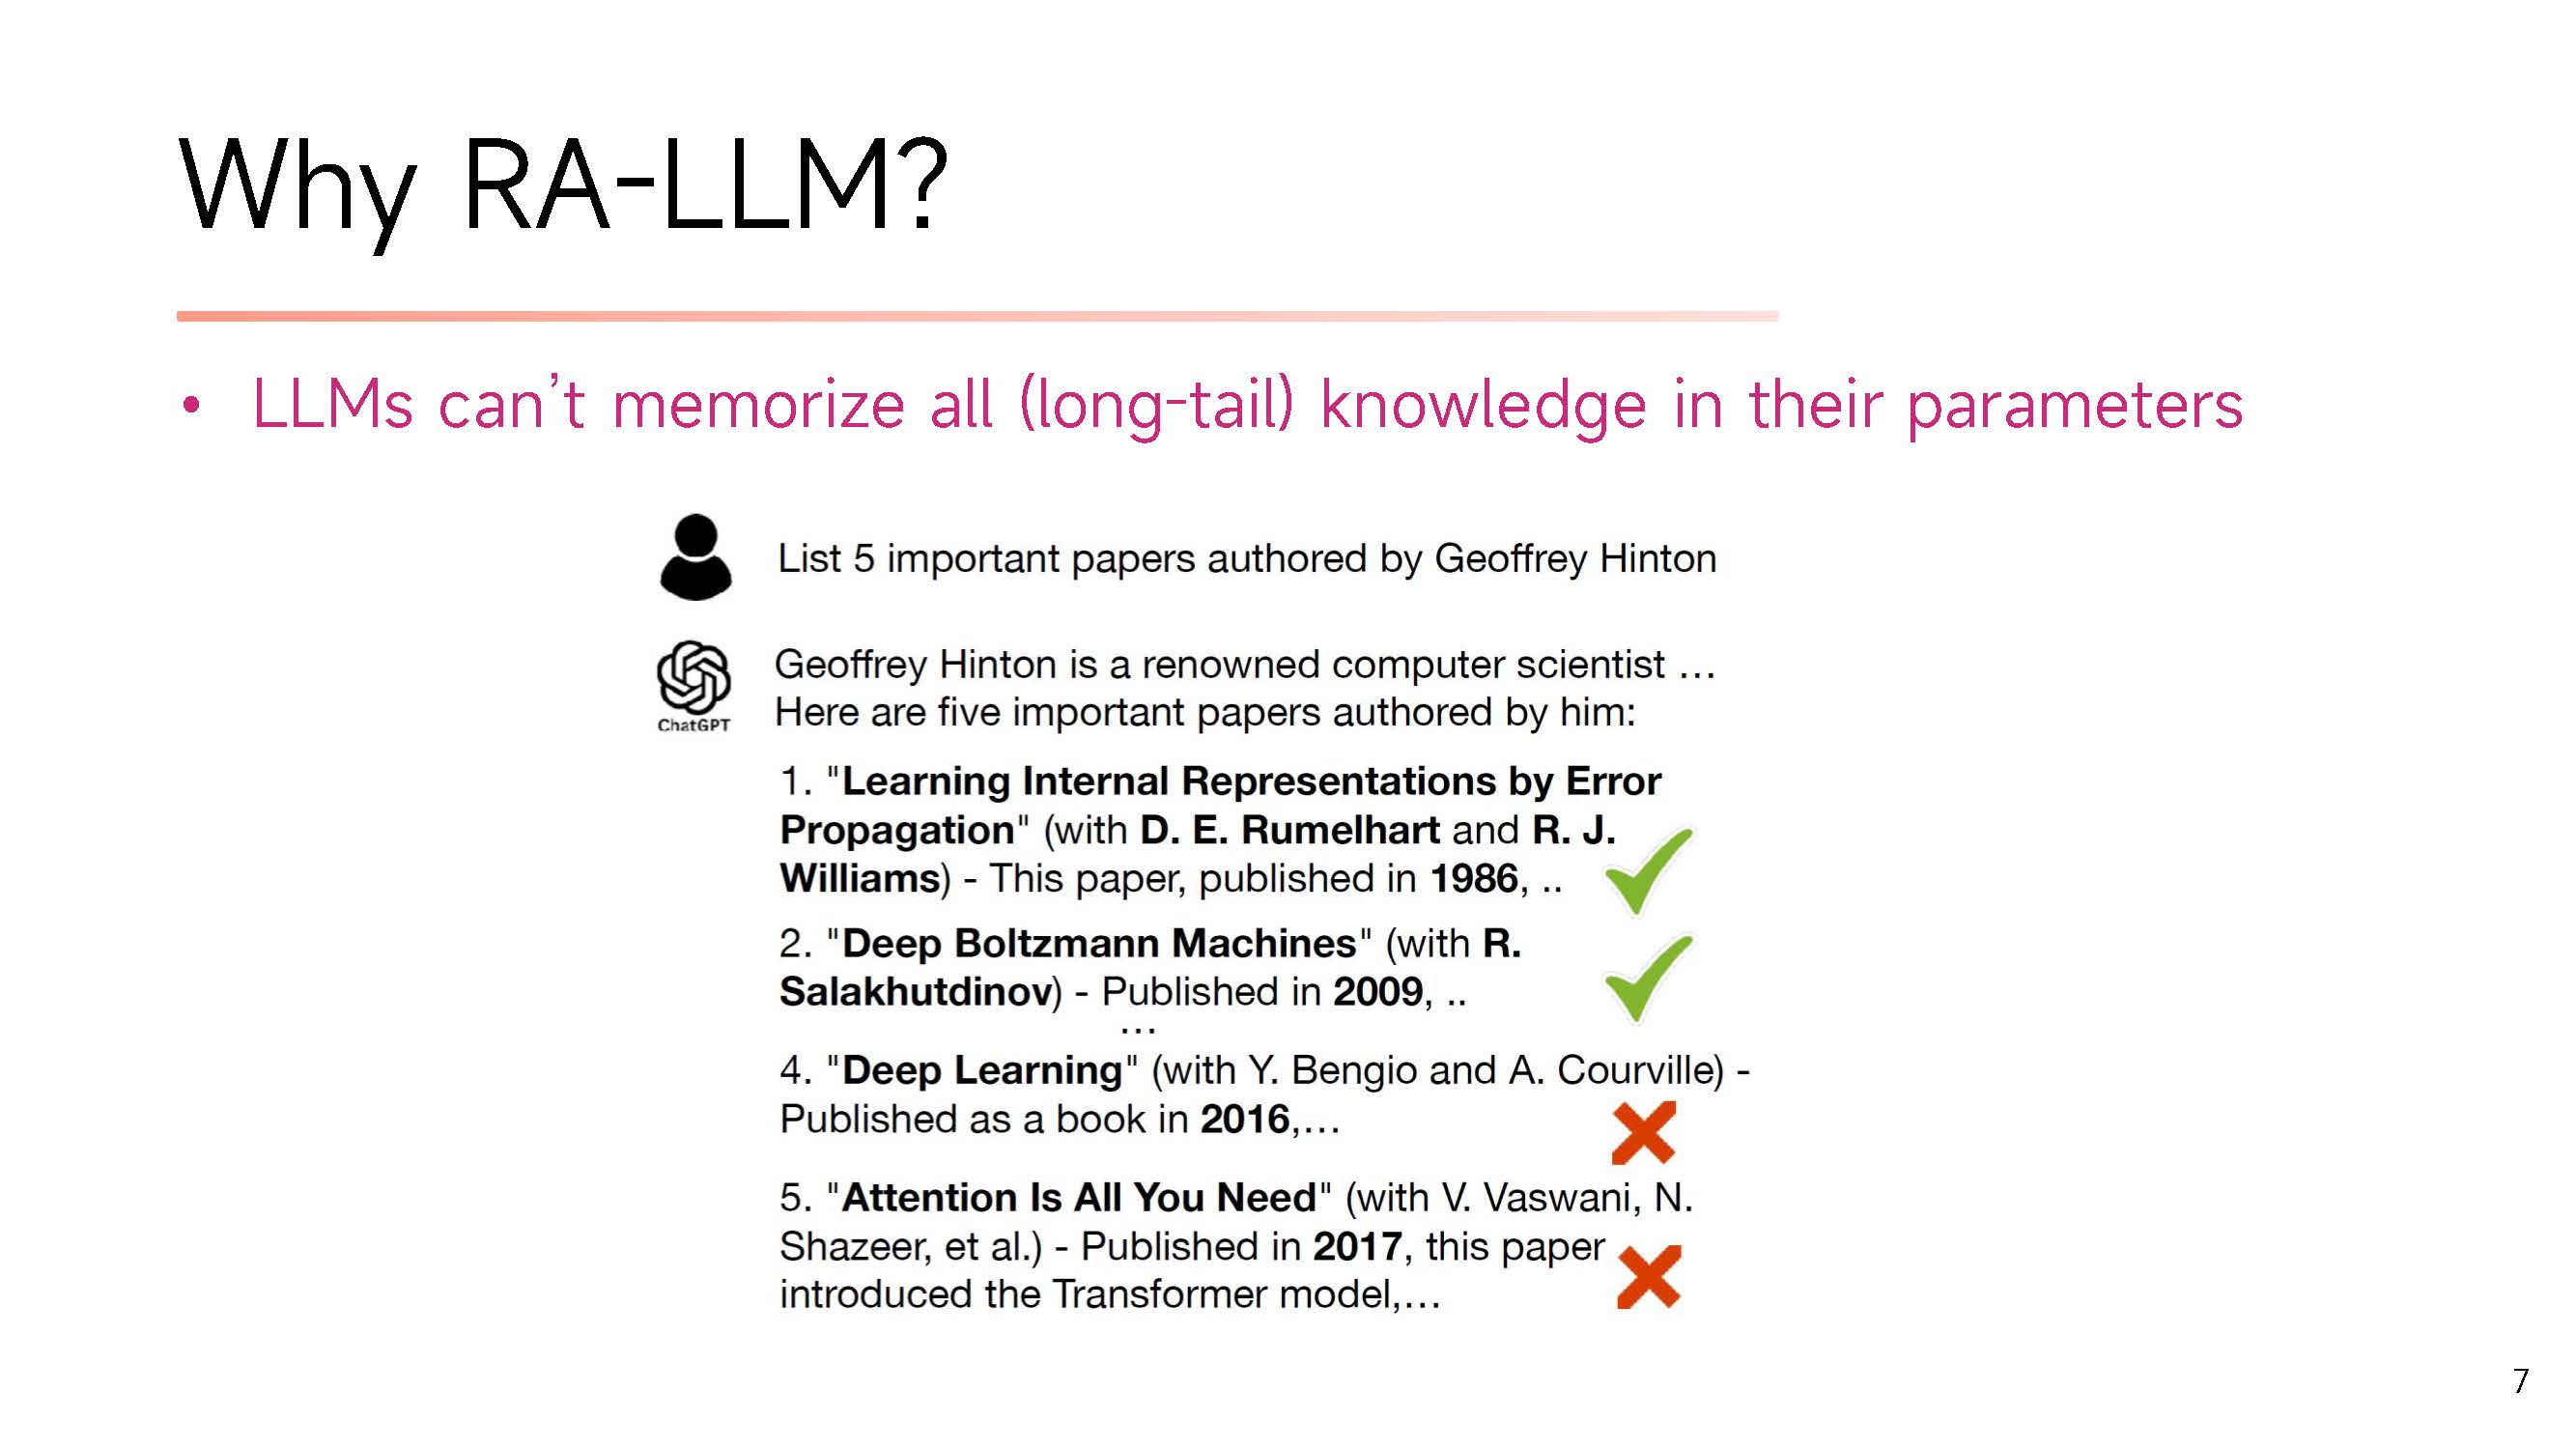 Why RA-LLM?
• LLMs can’t memorize all (long-tail) knowledge in their parameters
List 5 important papers authored by Geoffrey Hinton
Geoffrey Hinton is a renowned computer scientist ...
Here are five important papers authored by him:
ChatGPT
1. "Learning Internal Representations by Error
Propagation" (with D. E. Rumelhart and R. J.
Williams) - This paper, published in 1986, ..
2. "Deep Boltzmann Machines" (with R.
Salakhutdinov) - Published in 2009, ..
...
4. "Deep Learning" (with Y. Bengio and A. Courville) -
Published as a book in 2016,...
5. "Attention Is All You Need" (with V. Vaswani, N.
Shazeer, et al.) - Published in 2017, this paper
introduced the Transformer model,...
7